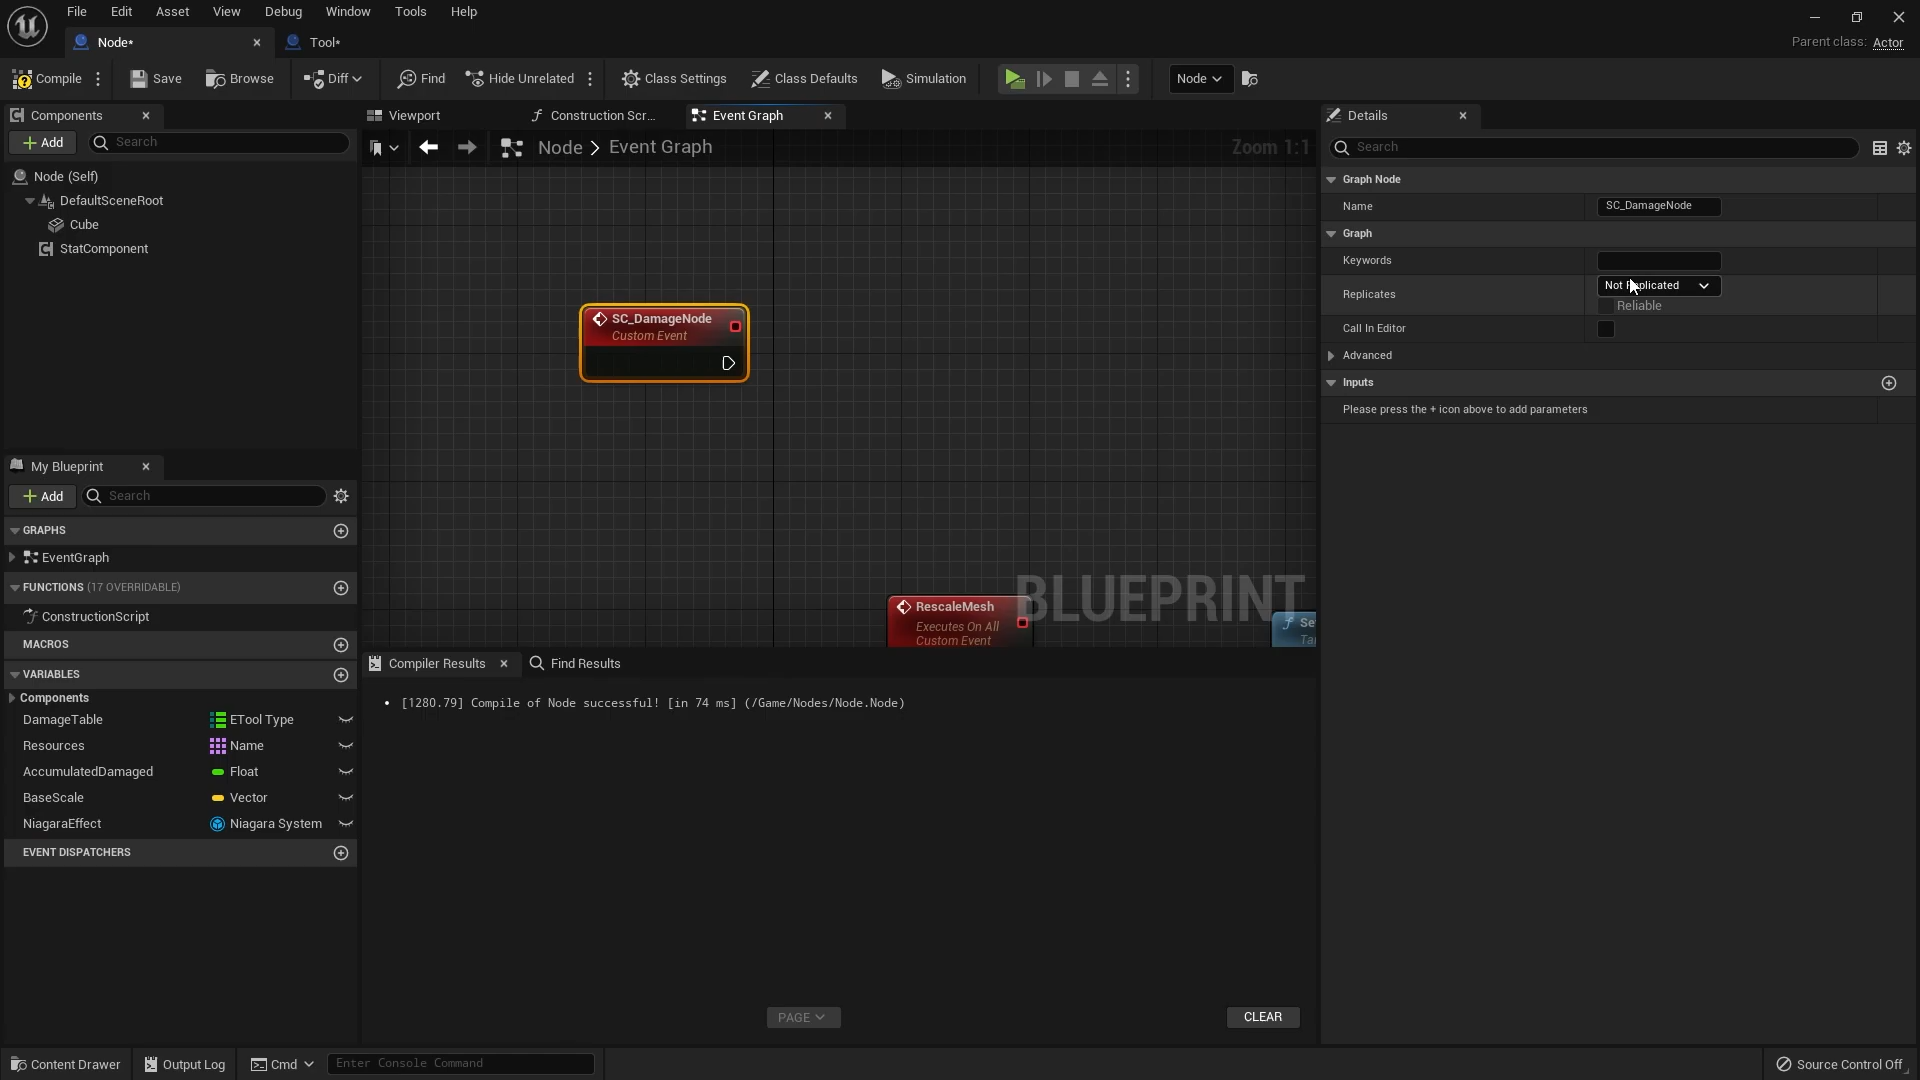 File Edit Asset View Debug Window Tools Help
Node* Tool*
Parent class: Actor
Compile Save Browse Diff Find Hide Unrelated Class Settings Class Defaults Simulation Node
Components
Add Search
Node (Self)
DefaultSceneRoot
Cube
StatComponent
My Blueprint
Add Search
GRAPHS
EventGraph
FUNCTIONS (17 OVERRIDABLE)
ConstructionScript
MACROS
VARIABLES
Components
DamageTable ETool Type
Resources Name
AccumulatedDamaged Float
BaseScale Vector
NiagaraEffect Niagara System
EVENT DISPATCHERS
Viewport Construction Scr... Event Graph
Node > Event Graph Zoom 1:1
SC_DamageNode
Custom Event
RescaleMesh
Executes On All
Custom Event
BLUEPRINT
Se
Ta
Compiler Results Find Results
• [1280.79] Compile of Node successful! [in 74 ms] (/Game/Nodes/Node.Node)
PAGE CLEAR
Details
Search
Graph Node
Name SC_DamageNode
Graph
Keywords
Replicates Not Replicated
Reliable
Call In Editor
Advanced
Inputs
Please press the + icon above to add parameters
Content Drawer Output Log Cmd Enter Console Command Source Control Off